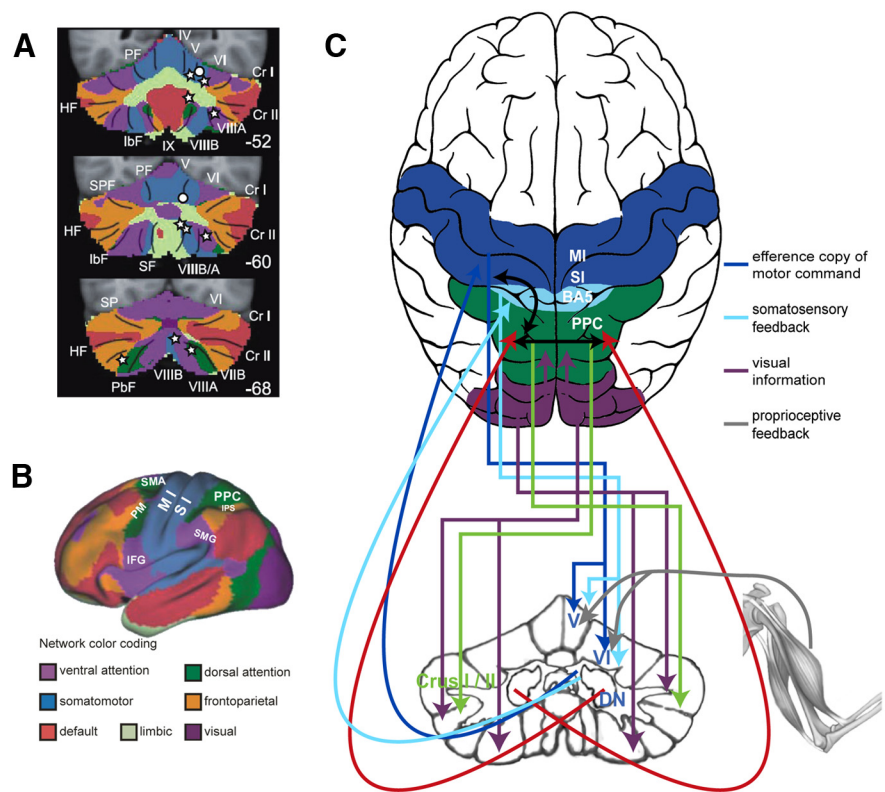 A
IV
PF
V
VI
Cr I
HF
Cr II
VIIIA
IbF
IX
VIIIB
-52
PF
V
SPF
VI
Cr I
HF
Cr II
IbF
SF
VIIIB/A
-60
SP
VI
Cr I
HF
Cr II
PbF
VIIIB
VIIIA
VIIB
-68
B
SMA
MI
SI
PPC
IPS
PM
SMG
IFG
Network color coding
ventral attention
dorsal attention
somatomotor
frontoparietal
default
limbic
visual
C
MI
SI
BA5
PPC
efference copy of
motor command
somatosensory
feedback
visual
information
proprioceptive
feedback
V
VI
Crus I / II
DN